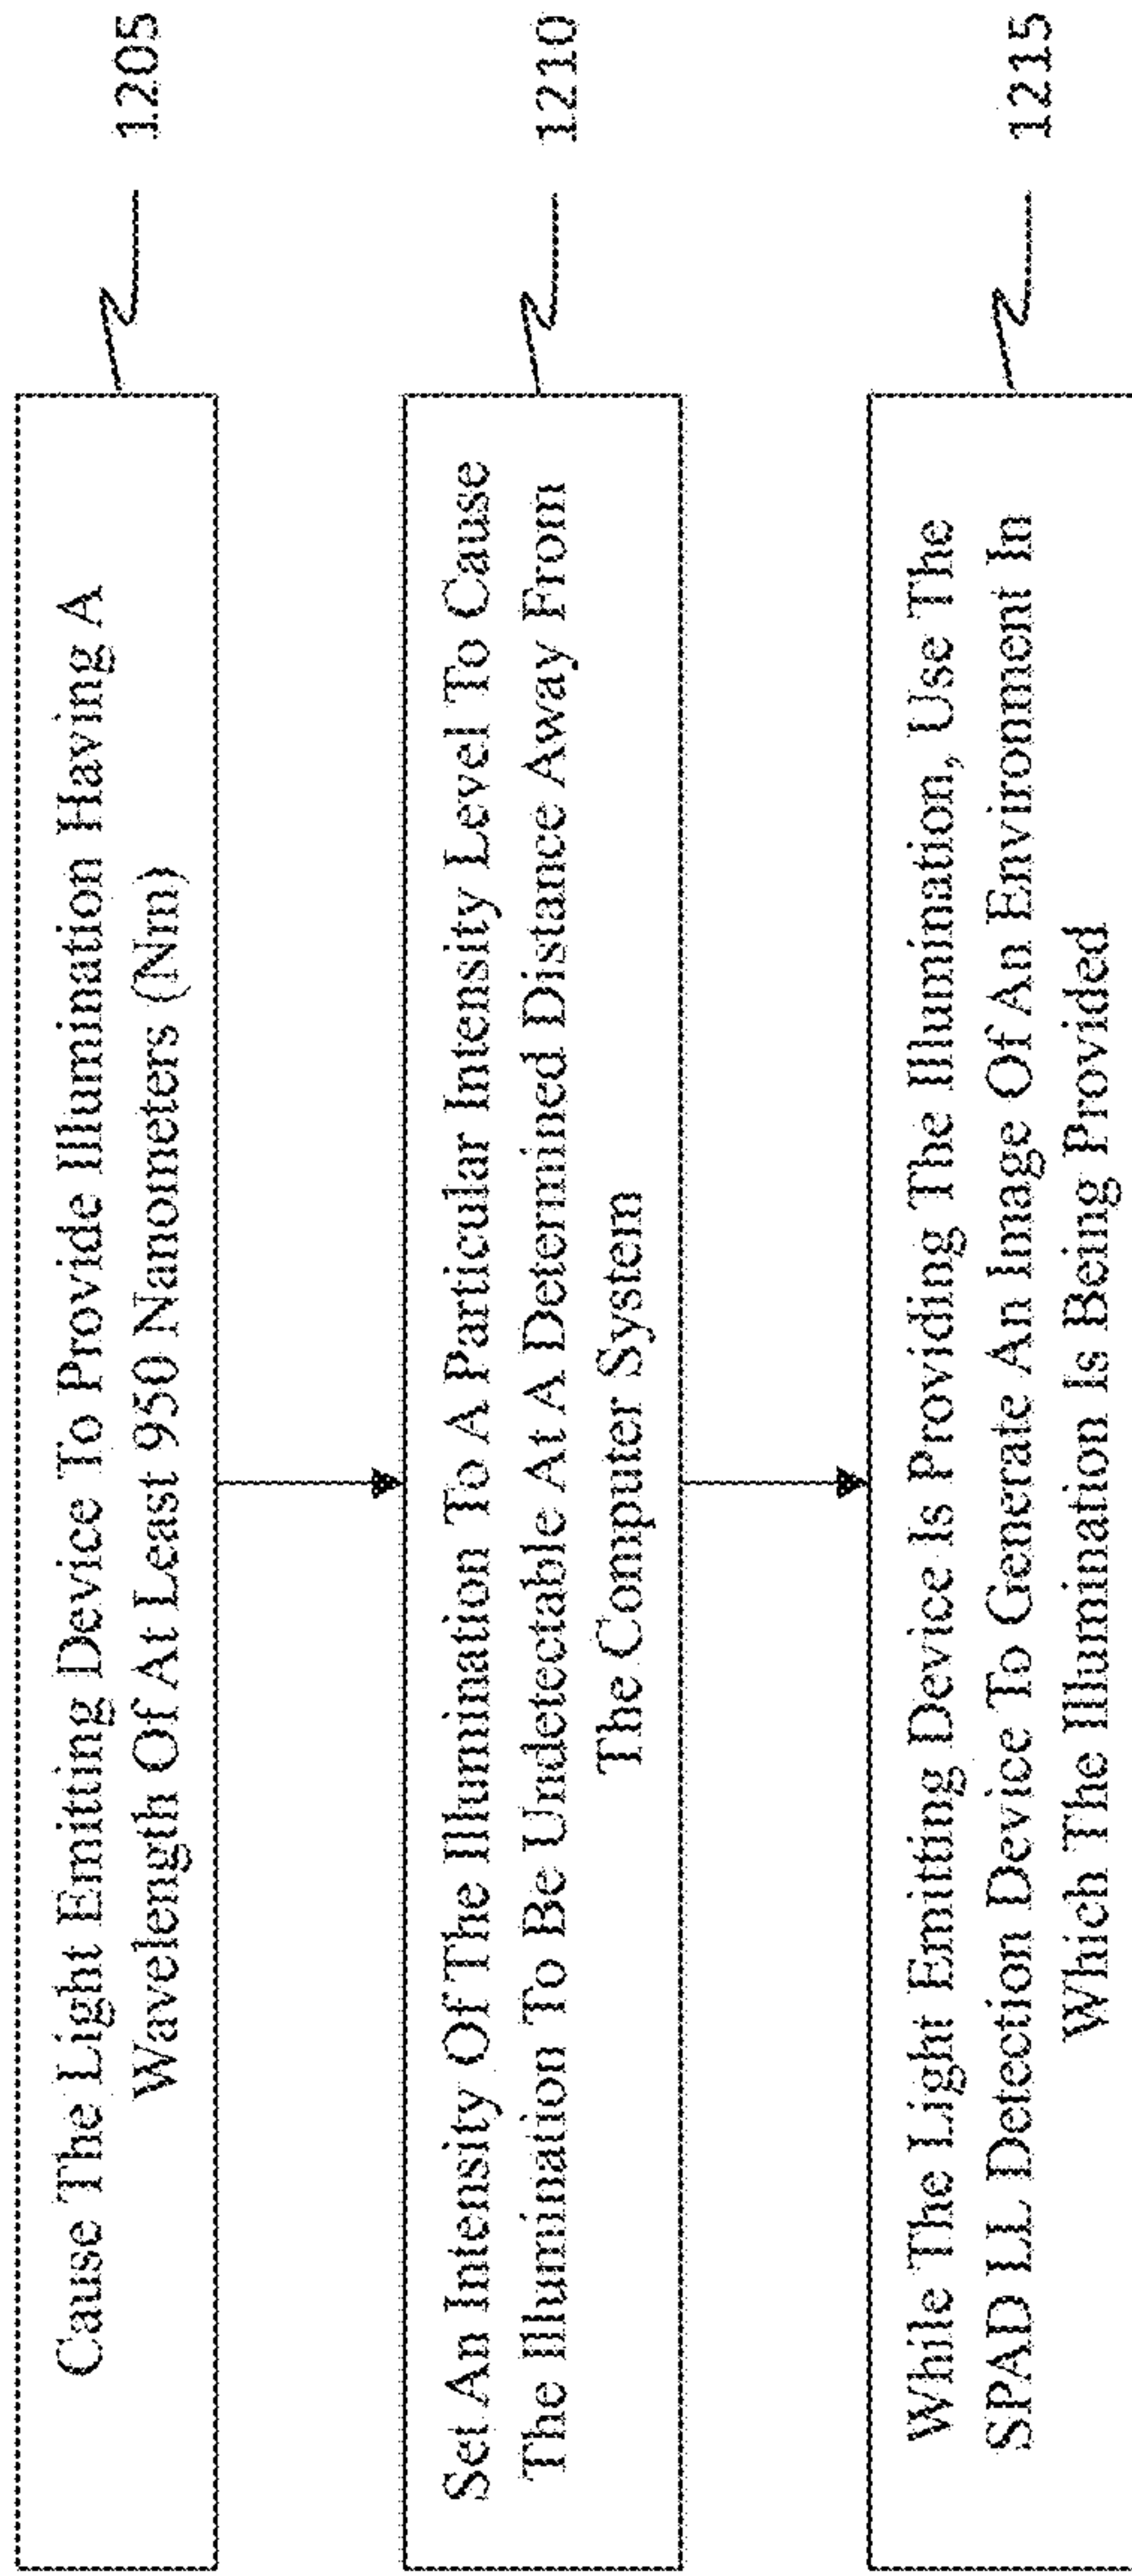 Cause The Light Emitting Device To Provide Illumination Having A
Wavelength Of At Least 950 Nanometers (Nm)
1205
Set An Intensity Of The Illumination To A Particular Intensity Level To Cause
The Illumination To Be Undetectable At A Determined Distance Away From
The Computer System
1210
While The Light Emitting Device Is Providing The Illumination, Use The
SPAD LL Detection Device To Generate An Image Of An Environment In
Which The Illumination Is Being Provided
1215